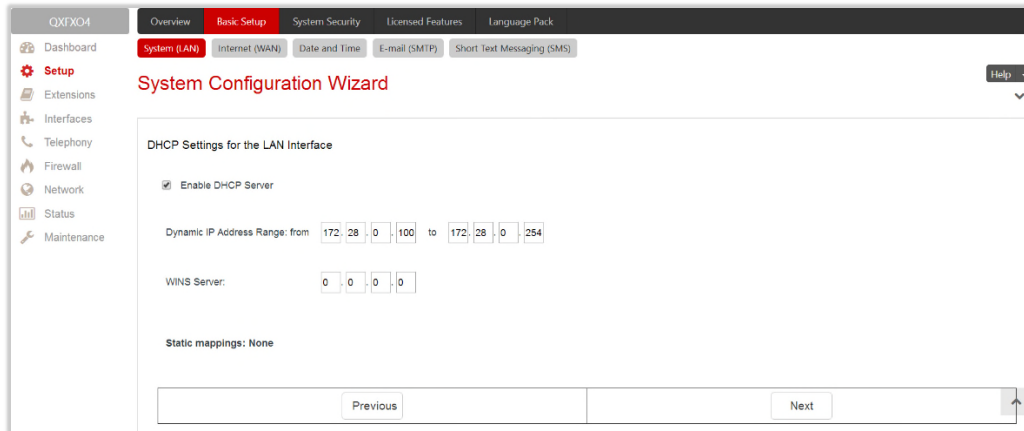 QXFXO4
Overview
Basic Setup
System Security
Licensed Features
Language Pack
Dashboard
Setup
Extensions
Interfaces
Telephony
Firewall
Network
Status
Maintenance
System (LAN)
Internet (WAN)
Date and Time
E-mail (SMTP)
Short Text Messaging (SMS)
System Configuration Wizard
Help
DHCP Settings for the LAN Interface
Enable DHCP Server
Dynamic IP Address Range: from 172. 28 . 0 . 100 to 172. 28 . 0 . 254
WINS Server: 0 . 0 . 0 . 0
Static mappings: None
Previous
Next